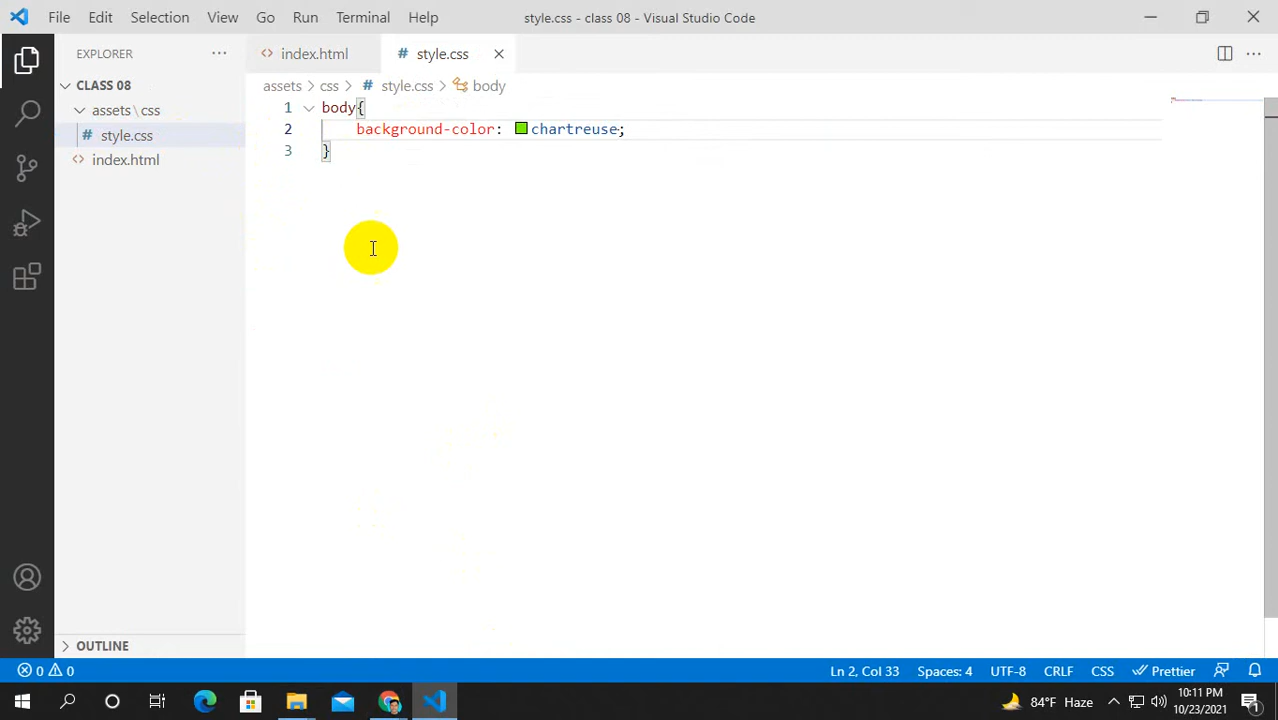 File Edit Selection View Go Run Terminal Help style.css - class 08 - Visual Studio Code
EXPLORER index.html # style.css
CLASS 08
assets > css > # style.css > body
assets\css
# style.css
index.html
1 body{
2 background-color: chartreuse;
3 }
OUTLINE
0 0 Ln 2, Col 33 Spaces: 4 UTF-8 CRLF CSS Prettier
84°F Haze
10:11 PM
10/23/2021
1